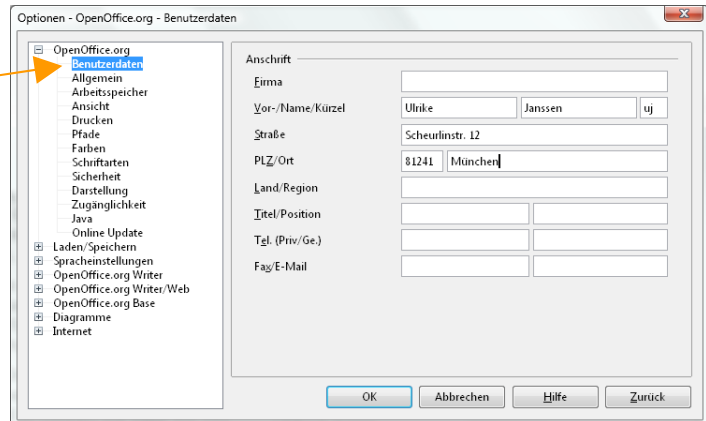 Optionen - OpenOffice.org - Benutzerdaten
OpenOffice.org
Benutzerdaten
Allgemein
Arbeitsspeicher
Ansicht
Drucken
Pfade
Farben
Schriftarten
Sicherheit
Darstellung
Zugänglichkeit
Java
Online Update
Laden/Speichern
Spracheinstellungen
OpenOffice.org Writer
OpenOffice.org Writer/Web
OpenOffice.org Base
Diagramme
Internet
Anschrift
Firma
Vor-/Name/Kürzel Ulrike Janssen uj
Straße Scheurlinstr. 12
PLZ/Ort 81241 München
Land/Region
Titel/Position
Tel. (Priv/Ge.)
Fax/E-Mail
OK Abbrechen Hilfe Zurück